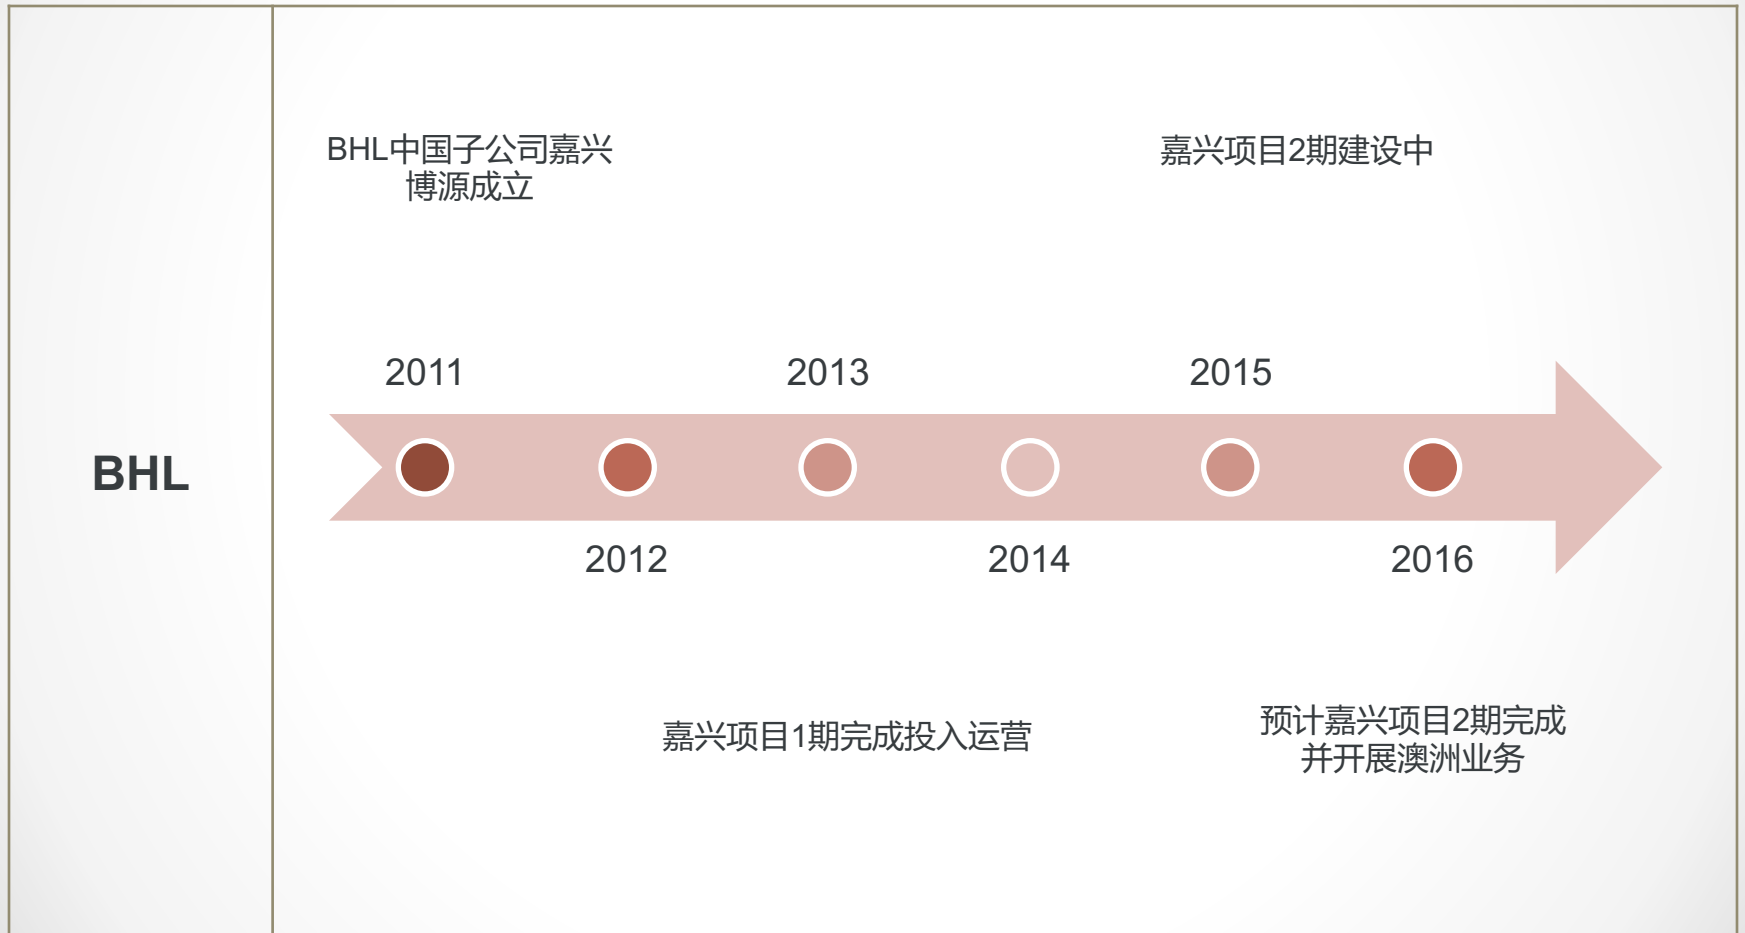 BHL中国子公司嘉兴
博源成立
嘉兴项目2期建设中
2011
2013
2015
BHL
2012
2014
2016
嘉兴项目1期完成投入运营
预计嘉兴项目2期完成
并开展澳洲业务